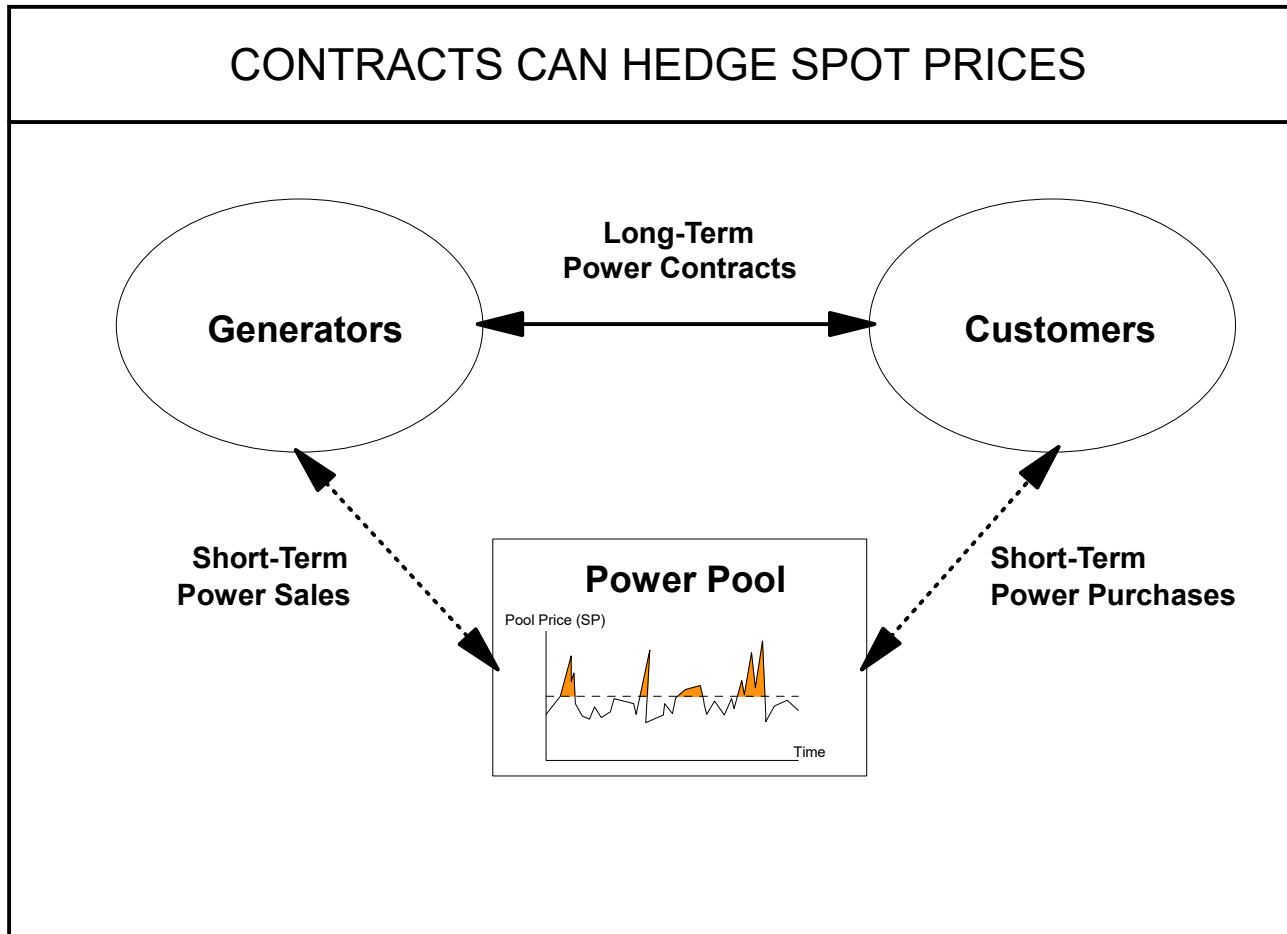 CONTRACTS CAN HEDGE SPOT PRICES
Long-Term
Power Contracts
Generators
Customers
Short-Term
Power Sales
Power Pool
Pool Price (SP)
Time
Short-Term
Power Purchases